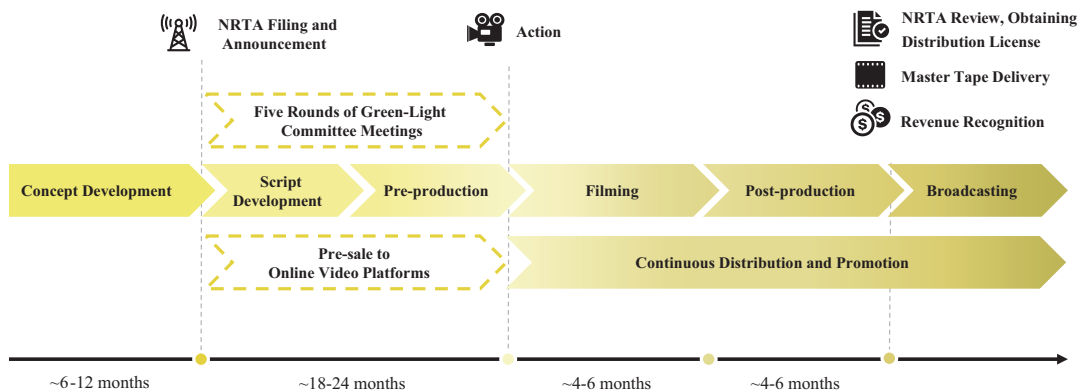 NRTA Filing and
Announcement
Action
NRTA Review, Obtaining
Distribution License
Master Tape Delivery
Revenue Recognition
Five Rounds of Green-Light
Committee Meetings
Concept Development
Script
Development
Pre-production
Filming
Post-production
Broadcasting
Pre-sale to
Online Video Platforms
Continuous Distribution and Promotion
~6-12 months
~18-24 months
~4-6 months
~4-6 months